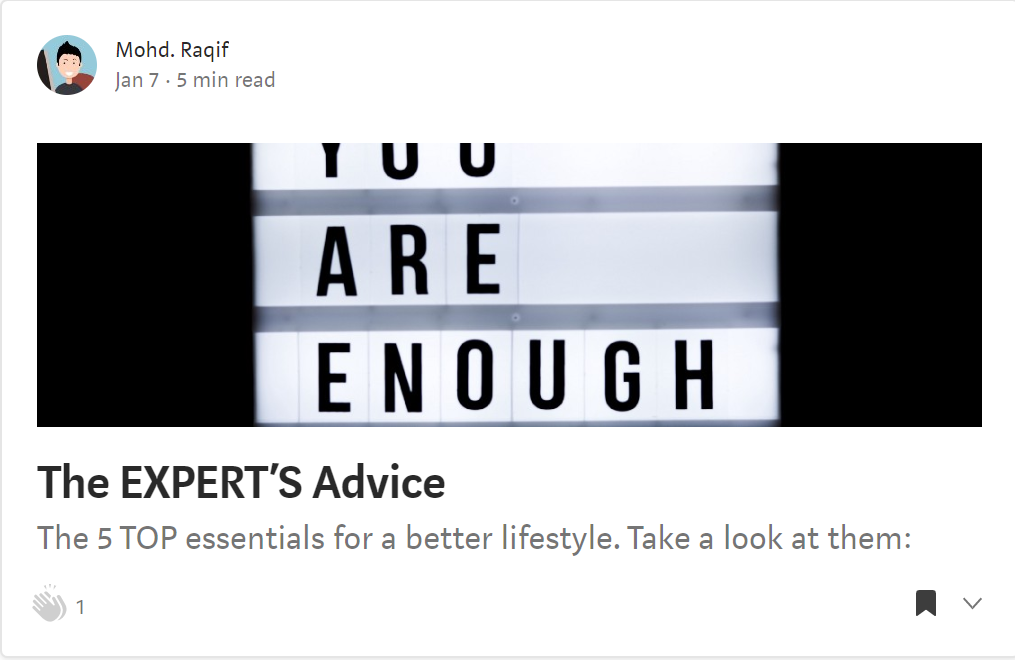 Mohd. Raqif
Jan 7 · 5 min read
YOU
ARE
ENOUGH
The EXPERT'S Advice
The 5 TOP essentials for a better lifestyle. Take a look at them:
1